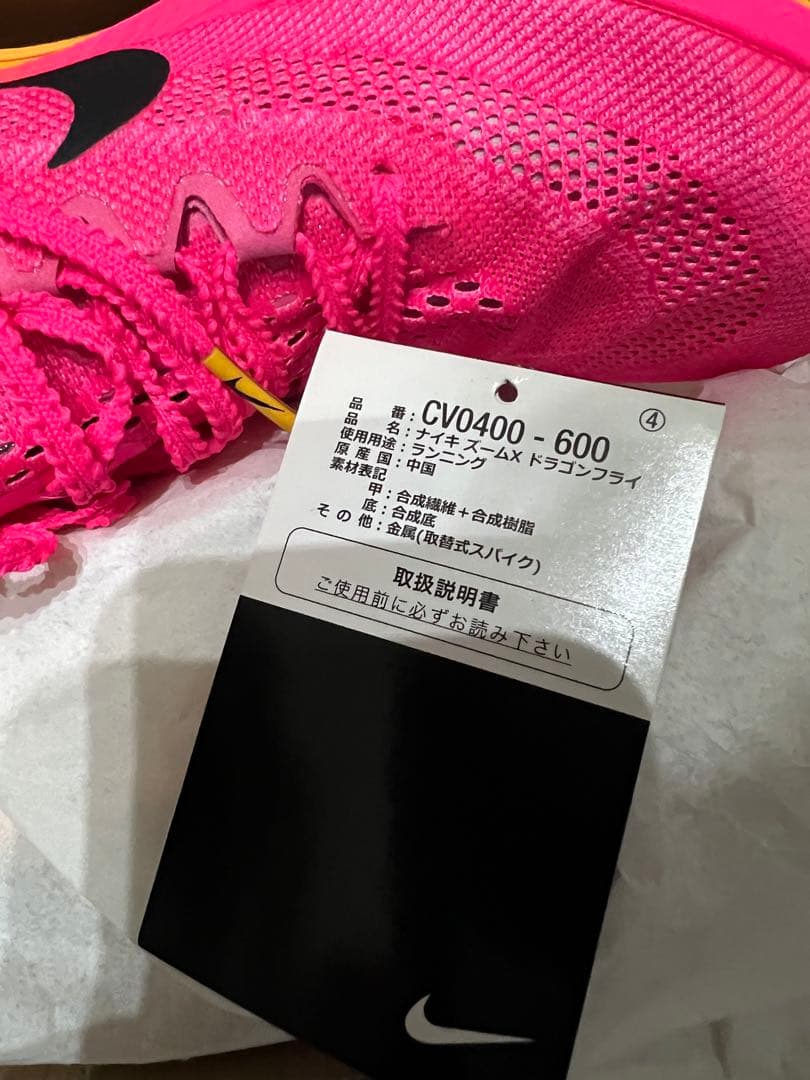 ④
品番：CV0400 - 600
品名：ナイキ ズームX ドラゴンフライ
使用用途：ランニング
原産国：中国
素材表記
甲：合成繊維＋合成樹脂
底：合成底
その他：金属(取替式スパイク)
取扱説明書
ご使用前に必ずお読み下さい